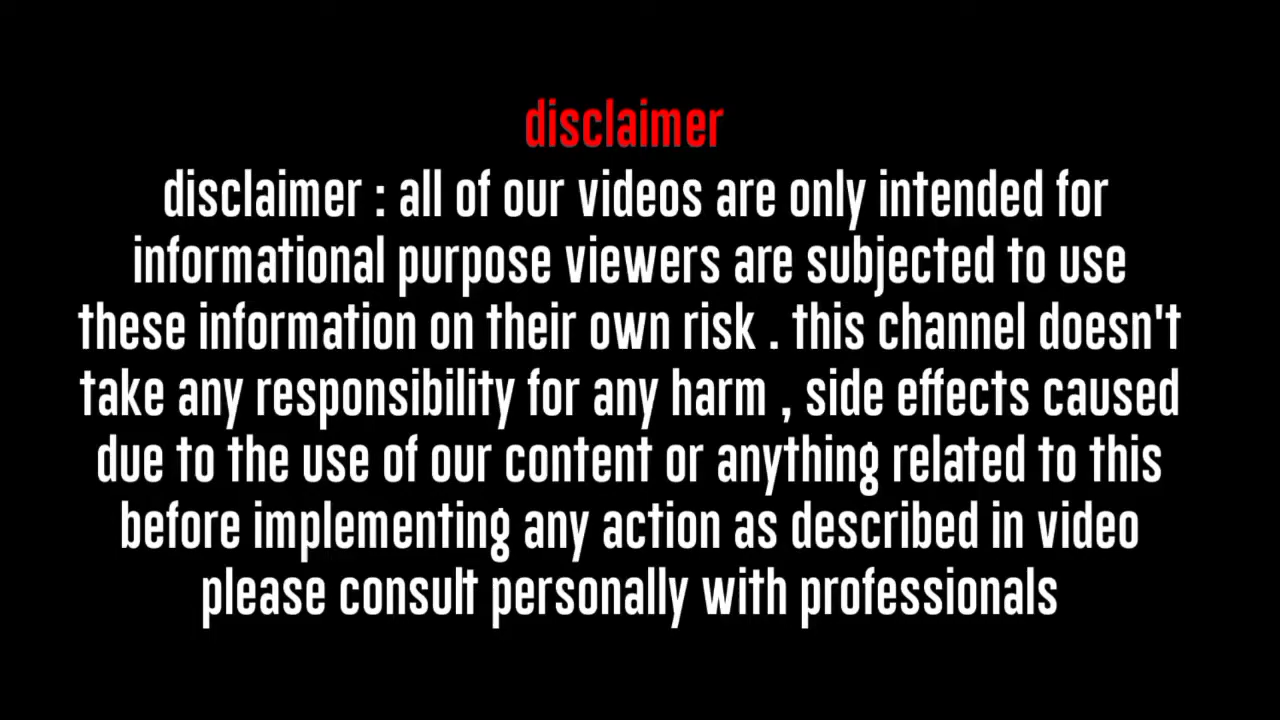 disclaimer
disclaimer : all of our videos are only intended for
informational purpose viewers are subjected to use
these information on their own risk . this channel doesn't
take any responsibility for any harm , side effects caused
due to the use of our content or anything related to this
before implementing any action as described in video
please consult personally with professionals